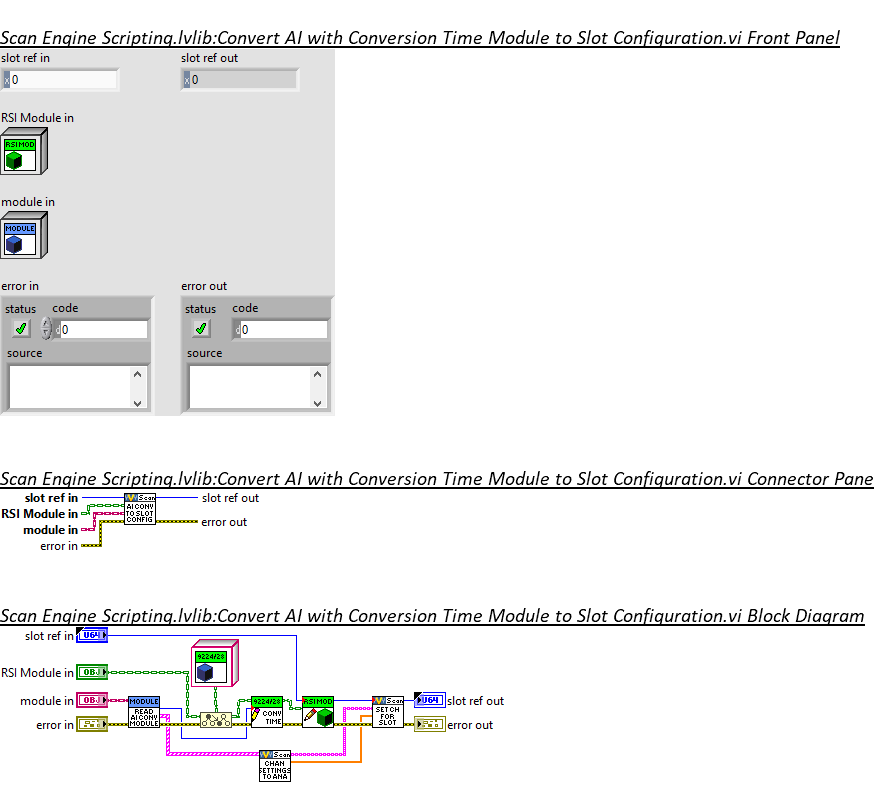 Scan Engine Scripting.lvlib:Convert AI with Conversion Time Module to Slot Configuration.vi Front Panel
slot ref in
slot ref out
x 0
x 0
RSI Module in
RSI MOD
module in
MODULE
error in
error out
status code
status code
d 0
d 0
source
source
Scan Engine Scripting.lvlib:Convert AI with Conversion Time Module to Slot Configuration.vi Connector Pane
slot ref in
RSI Module in
module in
error in
Scan
AI CONV
TO SLOT
CONFIG
slot ref out
error out
Scan Engine Scripting.lvlib:Convert AI with Conversion Time Module to Slot Configuration.vi Block Diagram
slot ref in
U64
9224/28
RSI Module in
OBJ
module in
OBJ
MODULE
READ
AI CONV
MODULE
9224/28
CONV
TIME
RSI MOD
Scan
SET CH
FOR
SLOT
U64
slot ref out
error in
error out
Scan
CHAN
SETTINGS
TO ANA